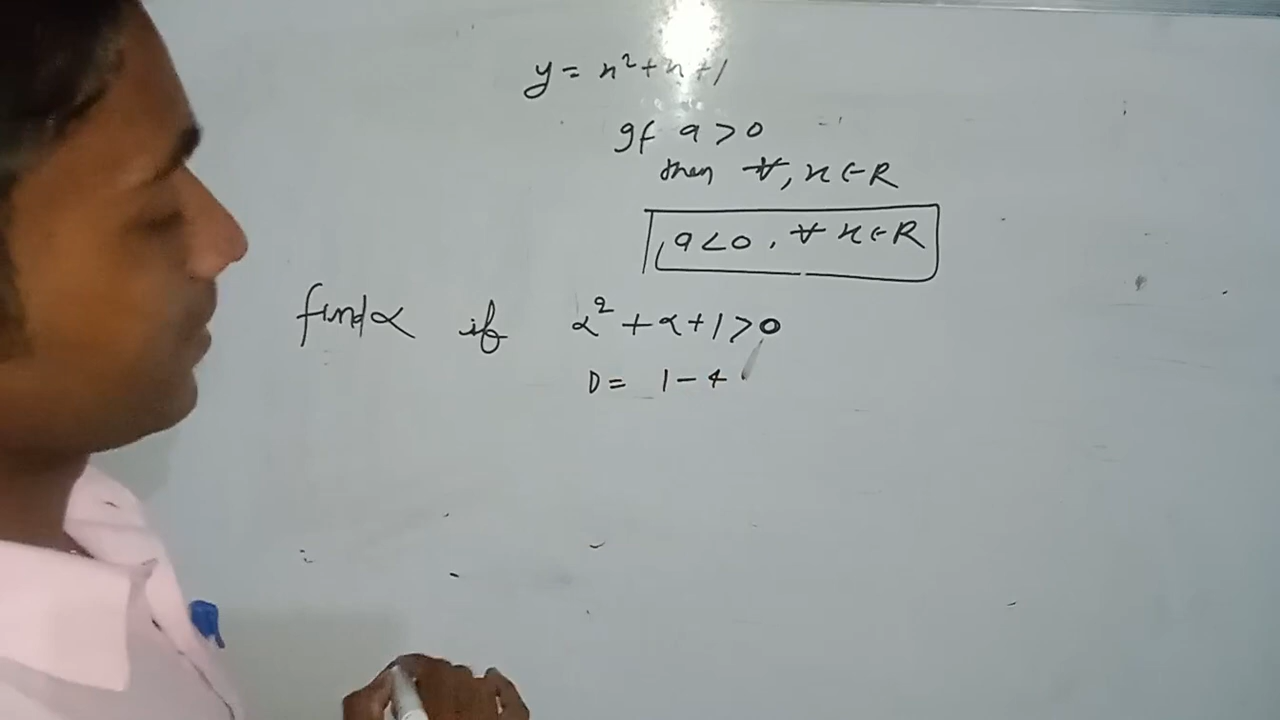 y = x²+x+1
If a > 0
then ∀, x ∈ R
a < 0, ∀ x ∈ R
find α if α² + α + 1 > 0
D = 1 - 4